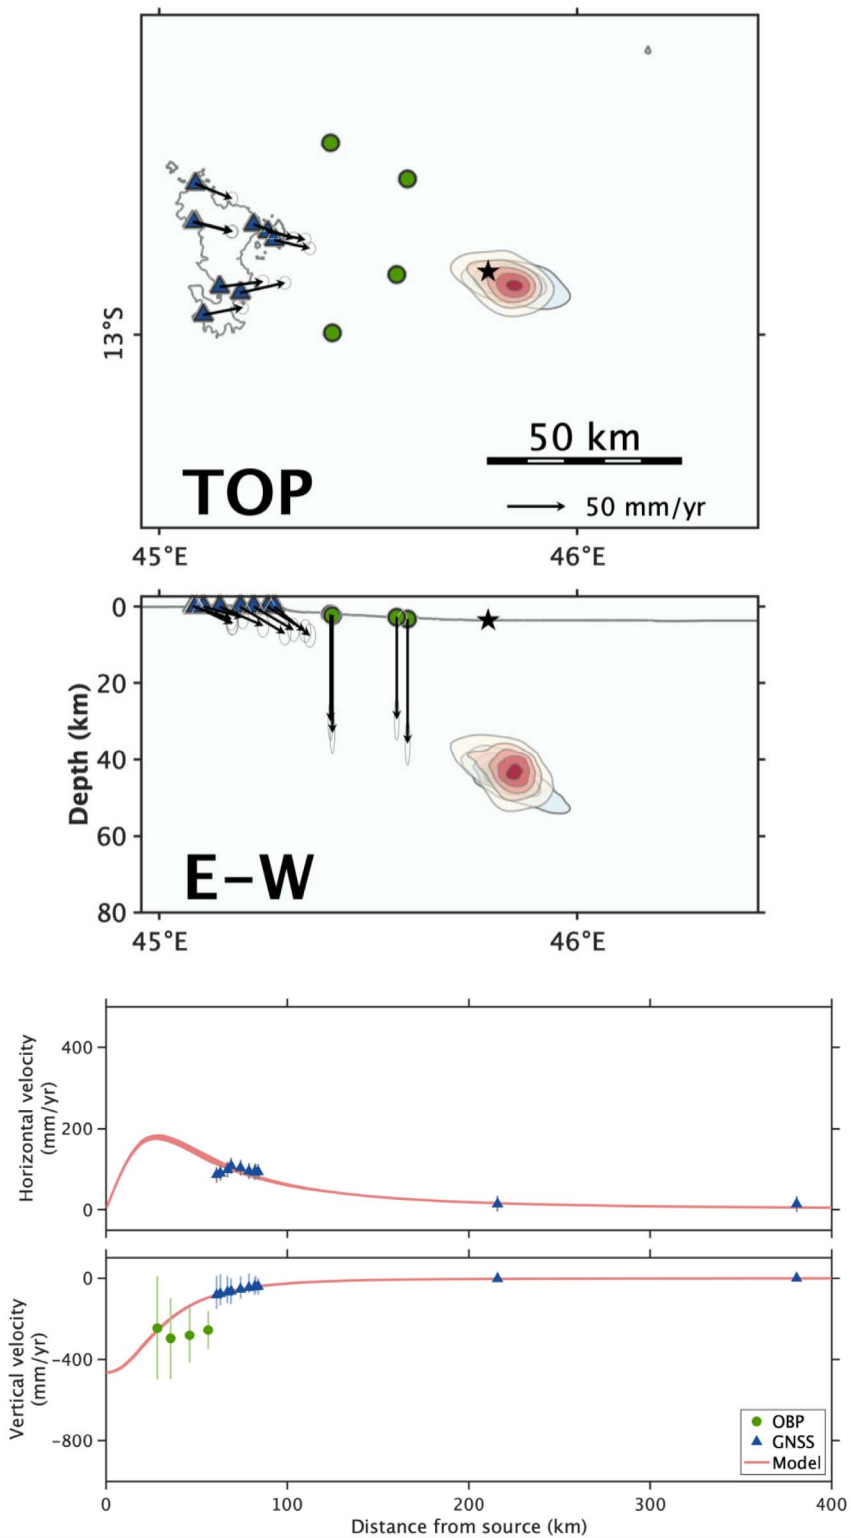 13°S
50 km
TOP
50 mm/yr
45°E
46°E
Depth (km)
0
20
40
60
80
E-W
45°E
46°E
Horizontal velocity
(mm/yr)
400
200
0
Vertical velocity
(mm/yr)
0
-400
-800
OBP
GNSS
Model
0
100
200
300
400
Distance from source (km)